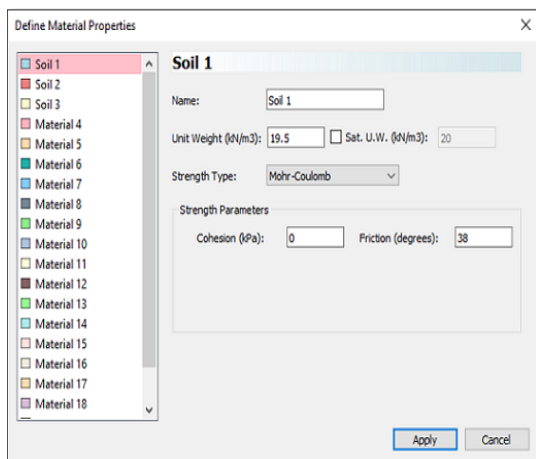 Define Material Properties
Soil 1
Soil 2
Soil 3
Material 4
Material 5
Material 6
Material 7
Material 8
Material 9
Material 10
Material 11
Material 12
Material 13
Material 14
Material 15
Material 16
Material 17
Material 18
Soil 1
Name: Soil 1
Unit Weight (kN/m3): 19.5 Sat. U.W. (kN/m3): 20
Strength Type: Mohr-Coulomb
Strength Parameters
Cohesion (kPa): 0 Friction (degrees): 38
Apply Cancel